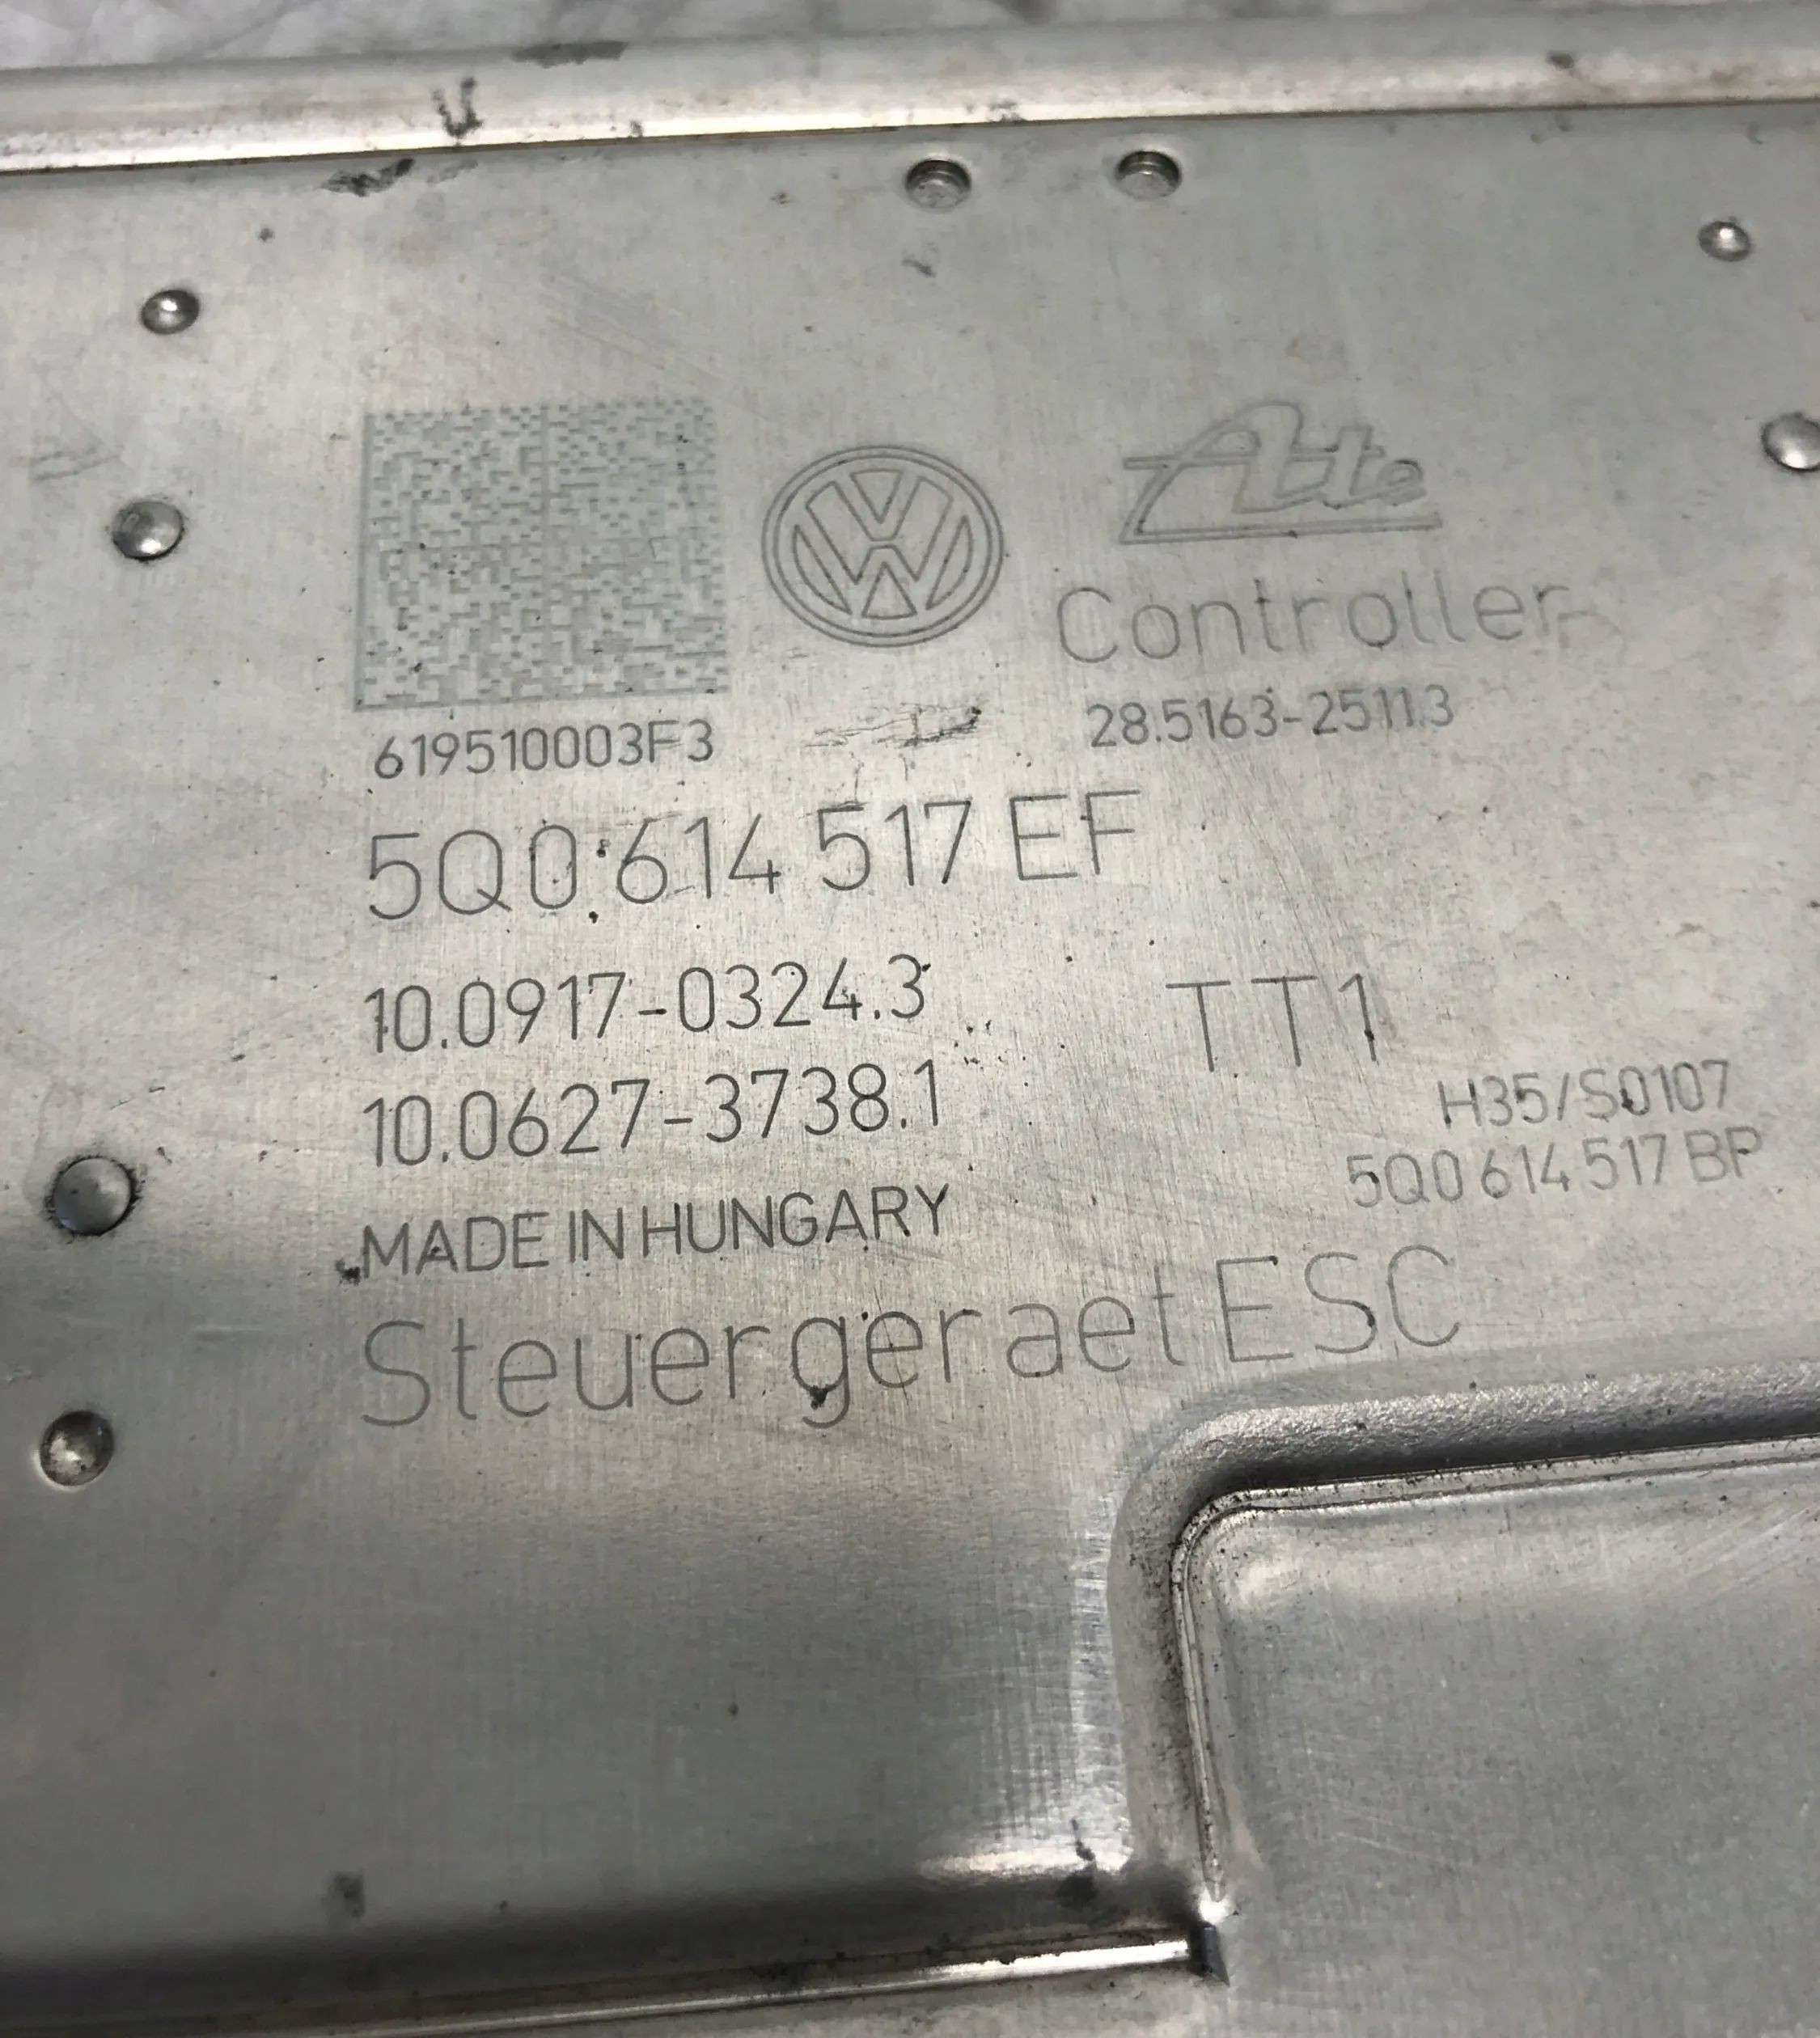 Ate
Controller
28.5163-2511.3
619510003F3
5Q0 614 517 EF
10.0917-0324.3
TT1
10.0627-3738.1
H35/S0107
5Q0 614 517 BP
MADE IN HUNGARY
Steuergeraet ESC